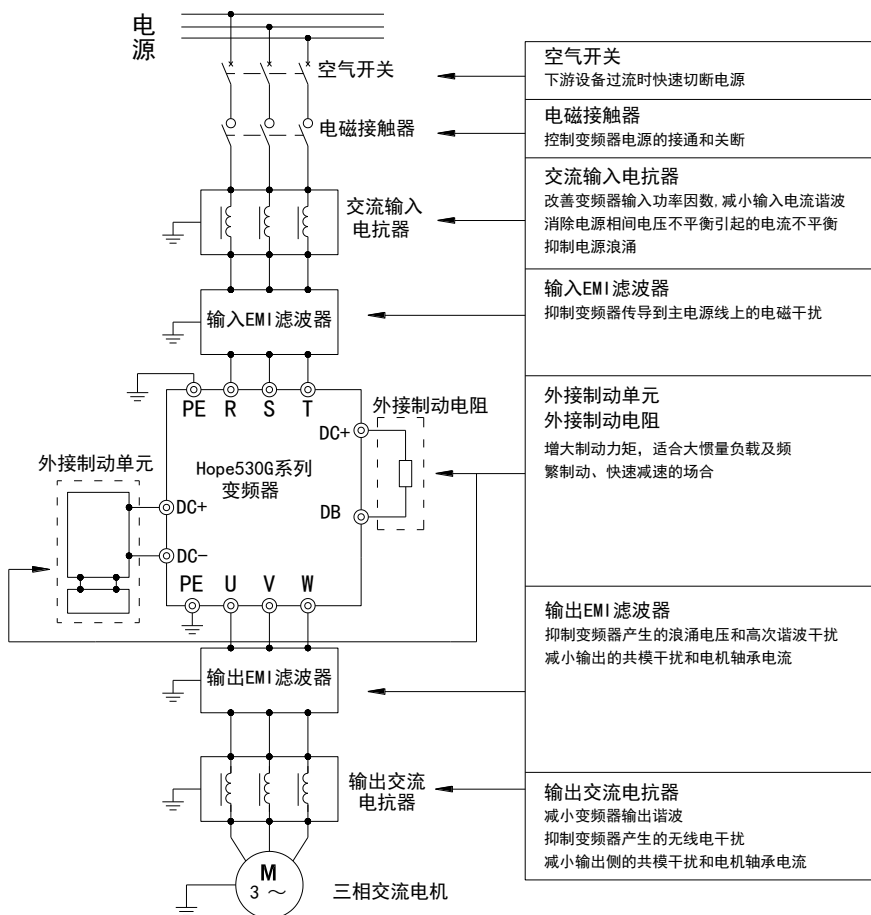 电
源
空气开关
电磁接触器
交流输入
电抗器
输入EMI滤波器
PE R S T
外接制动电阻
DC+
DB
Hope530G系列
变频器
外接制动单元
DC+
DC-
PE U V W
输出EMI滤波器
输出交流
电抗器
M
3 ～
三相交流电机
空气开关
下游设备过流时快速切断电源
电磁接触器
控制变频器电源的接通和关断
交流输入电抗器
改善变频器输入功率因数,减小输入电流谐波
消除电源相间电压不平衡引起的电流不平衡
抑制电源浪涌
输入EMI滤波器
抑制变频器传导到主电源线上的电磁干扰
外接制动单元
外接制动电阻
增大制动力矩，适合大惯量负载及频
繁制动、快速减速的场合
输出EMI滤波器
抑制变频器产生的浪涌电压和高次谐波干扰
减小输出的共模干扰和电机轴承电流
输出交流电抗器
减小变频器输出谐波
抑制变频器产生的无线电干扰
减小输出侧的共模干扰和电机轴承电流